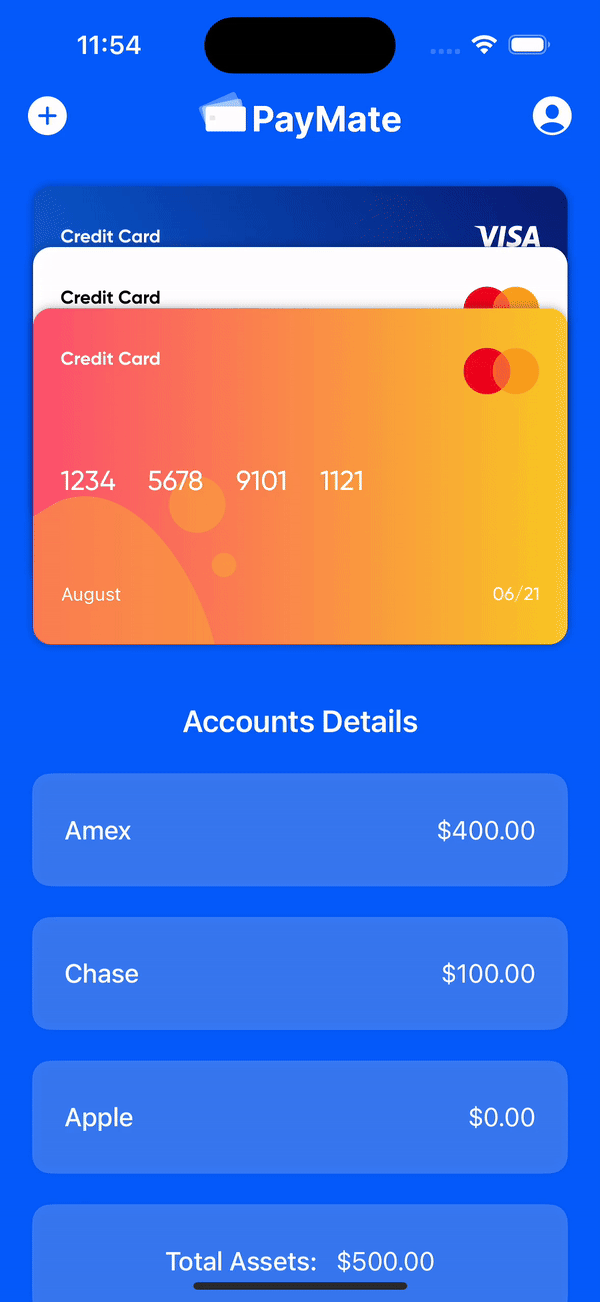 11:54
PayMate
Credit Card VISA
Credit Card
Credit Card
1234 5678 9101 1121
August 06/21
Accounts Details
Amex $400.00
Chase $100.00
Apple $0.00
Total Assets: $500.00